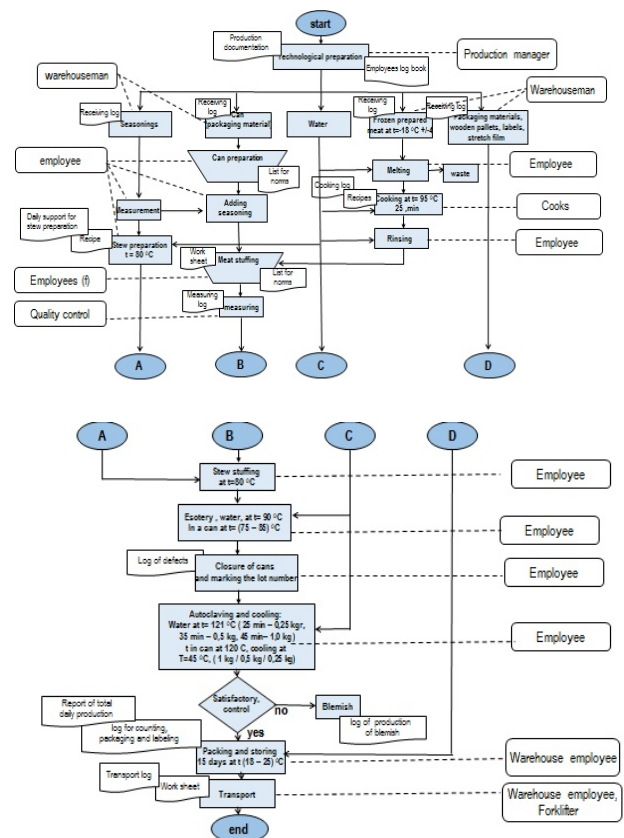 start
Production
documentation
Technological preparation
Employees log book
Production manager
warehouseman
Warehouseman
Receiving
log
Receiving
log
Receiving log
Receiving log
Seasonings
Can
(packaging material)
Water
Frozen prepared
meat at t=-18 °C +/-4
Packaging materials,
wooden pallets, labels,
stretch film
employee
Can preparation
List for
norms
Melting
waste
Employee
Cooking log
Recipes
Cooking at t= 95 °C
25 ,min
Cooks
Measurement
Adding
seasoning
Daily support for
stew preparation
Recipe
Stew preparation
t = 80 °C
Rinsing
Employee
Work
sheet
Meat stuffing
List for
norms
Employees (f)
Measuring
log
measuring
Quality control
A
B
C
D
A
B
C
D
Stew stuffing
at t=80 °C
Employee
Esotery , water, at t= 90 °C
In a can at t= (75 – 85) °C
Employee
Log of defects
Closure of cans
and marking the lot number
Employee
Autoclaving and cooling:
Water at t= 121 °C ( 25 min – 0,25 kgr,
35 min – 0,5 kg, 45 min– 1,0 kg)
t in can at 120 C, cooling at
T=45 °C, ( 1 kg / 0,5 kg / 0,25 kg)
Employee
Satisfactory,
control
no
Blemish
log of production
of blemish
Report of total
daily production
log for counting,
packaging and labeling
yes
Packing and storing
15 days at t (18 – 25) °C
Warehouse employee
Transport log
Work sheet
Transport
Warehouse employee,
Forklifter
end